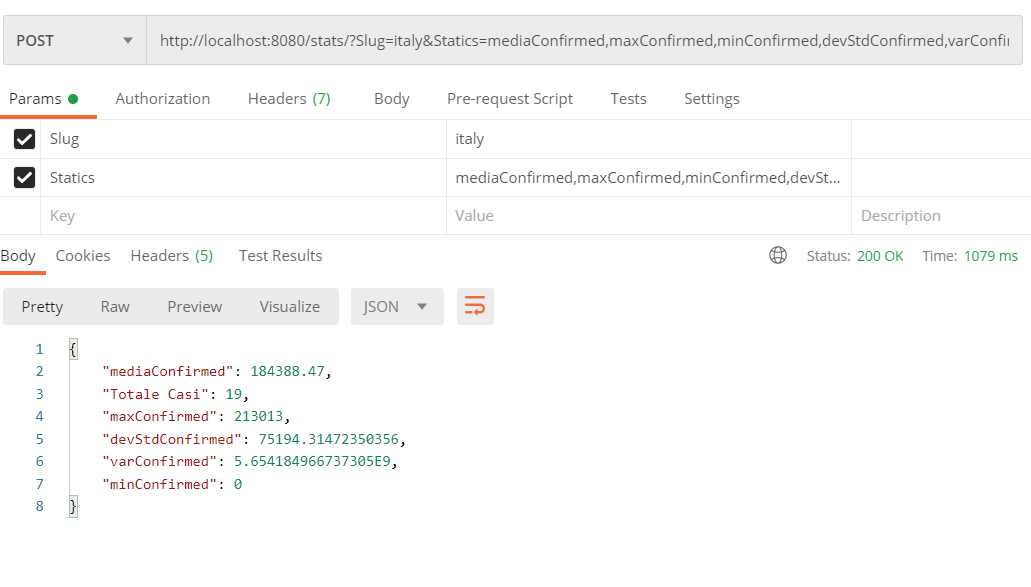 POST http://localhost:8080/stats/?Slug=italy&Statics=mediaConfirmed,maxConfirmed,minConfirmed,devStdConfirmed,varConfi
Params Authorization Headers (7) Body Pre-request Script Tests Settings
Slug italy
Statics mediaConfirmed,maxConfirmed,minConfirmed,devSt...
Key Value Description
Body Cookies Headers (5) Test Results Status: 200 OK Time: 1079 ms
Pretty Raw Preview Visualize JSON
1 {
2 "mediaConfirmed": 184388.47,
3 "Totale Casi": 19,
4 "maxConfirmed": 213013,
5 "devStdConfirmed": 75194.31472350356,
6 "varConfirmed": 5.654184966737305E9,
7 "minConfirmed": 0
8 }